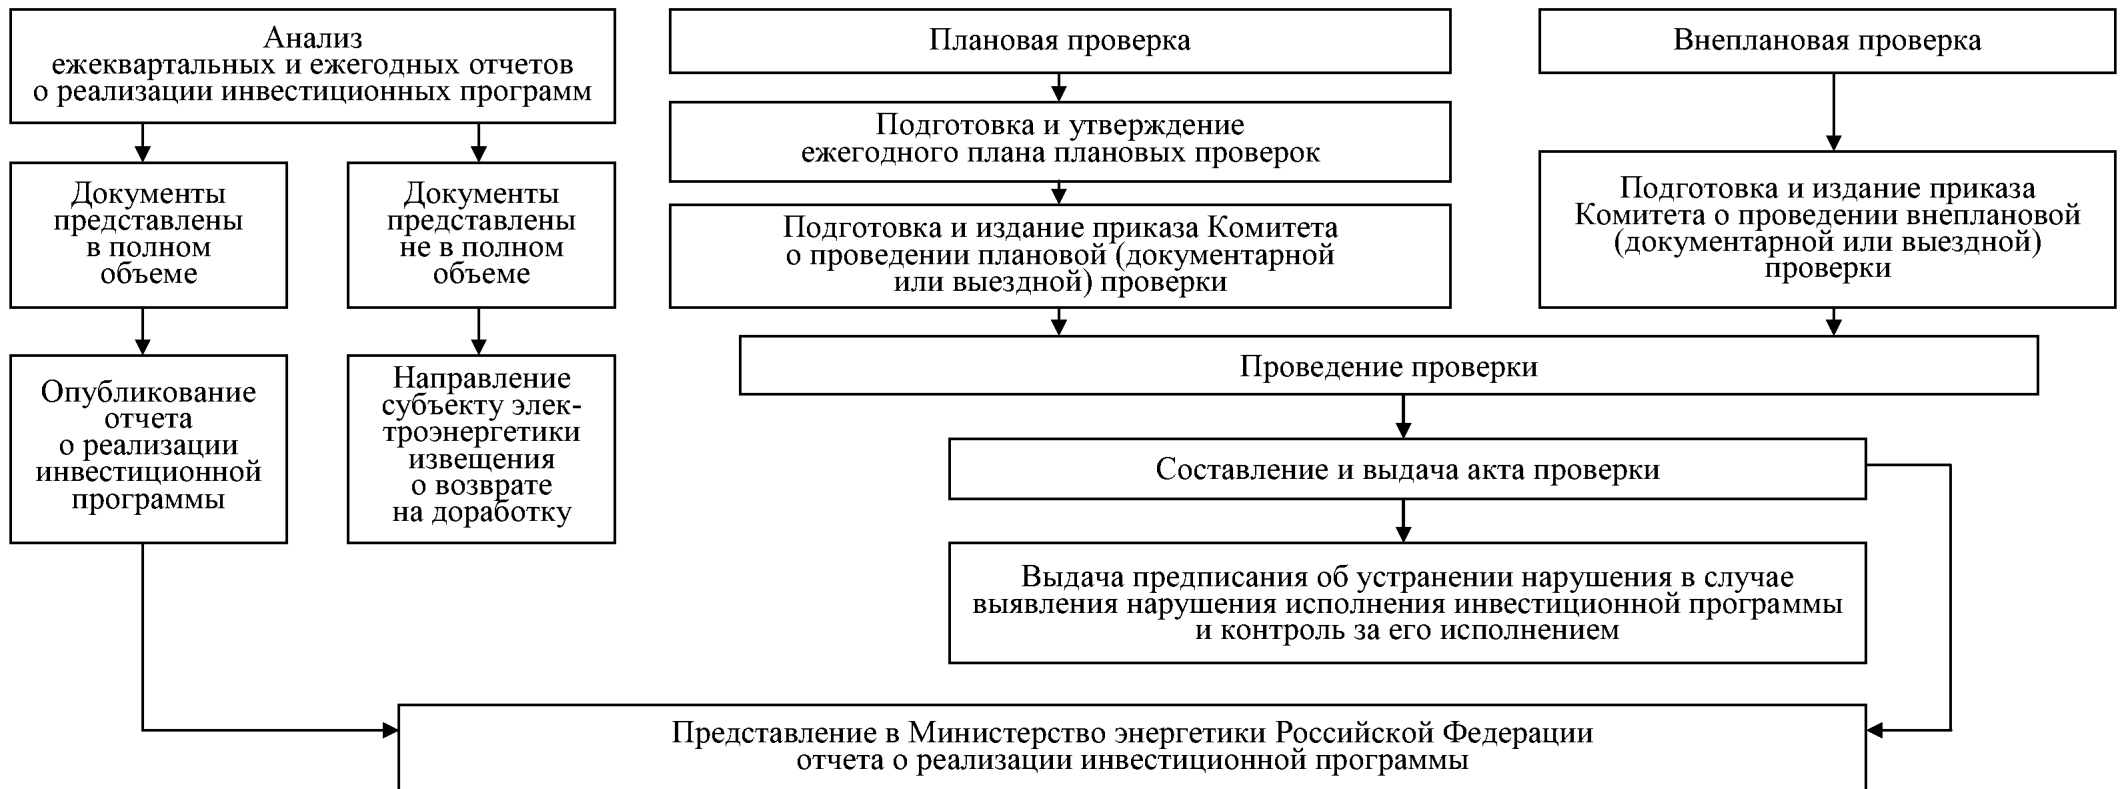 Анализ
ежеквартальных и ежегодных отчетов
о реализации инвестиционных программ
Плановая проверка
Внеплановая проверка
Подготовка и утверждение
ежегодного плана плановых проверок
Документы
представлены
в полном
объеме
Документы
представлены
не в полном
объеме
Подготовка и издание приказа Комитета
о проведении плановой (документарной
или выездной) проверки
Подготовка и издание приказа
Комитета о проведении внеплановой
(документарной или выездной)
проверки
Опубликование
отчета
о реализации
инвестиционной
программы
Направление
субъекту элек-
троэнергетики
извещения
о возврате
на доработку
Проведение проверки
Составление и выдача акта проверки
Выдача предписания об устранении нарушения в случае
выявления нарушения исполнения инвестиционной программы
и контроль за его исполнением
Представление в Министерство энергетики Российской Федерации
отчета о реализации инвестиционной программы